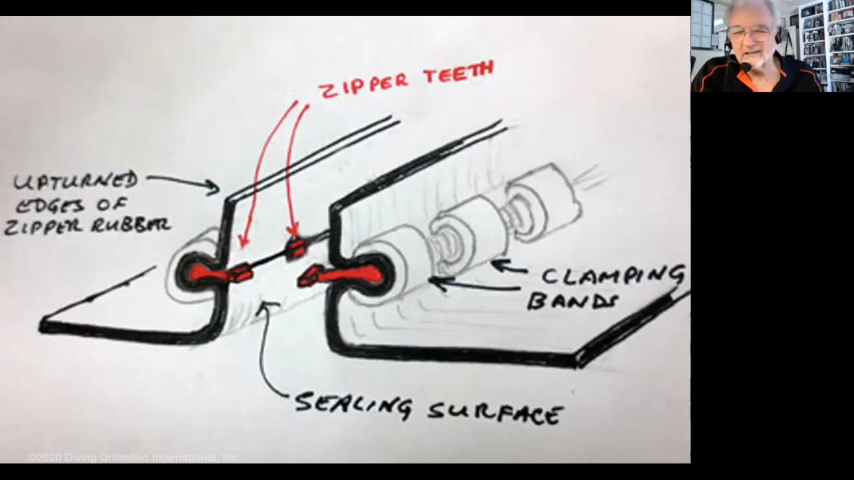 ZIPPER TEETH
UPTURNED
EDGES OF
ZIPPER RUBBER
CLAMPING
BANDS
SEALING SURFACE
©2020 Diving Unlimited International, Inc.